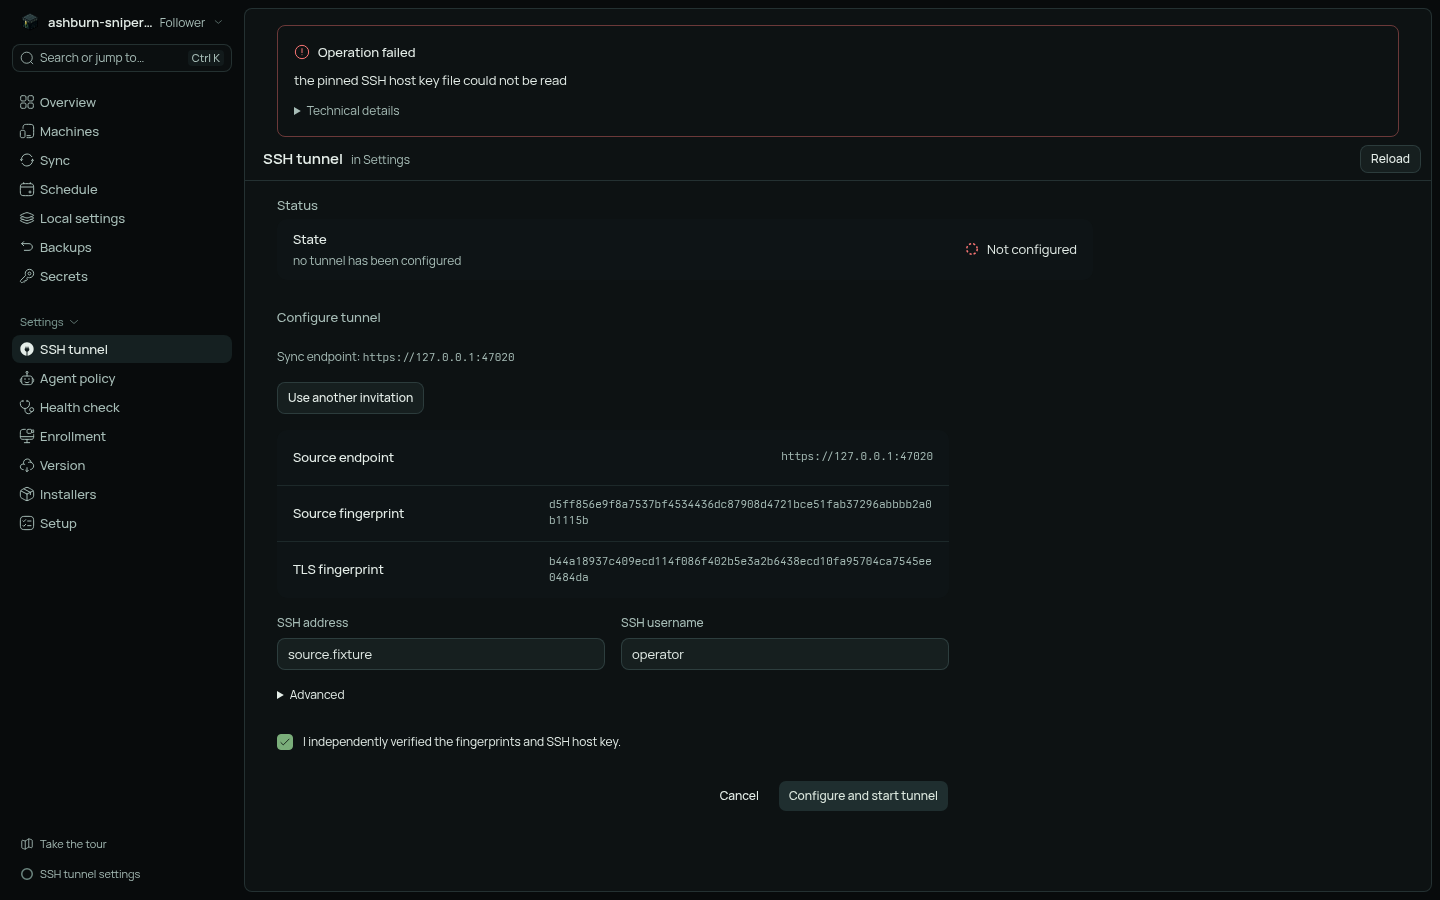 ashburn-sniper... Follower
Search or jump to... Ctrl K
Overview
Machines
Sync
Schedule
Local settings
Backups
Secrets
Settings
SSH tunnel
Agent policy
Health check
Enrollment
Version
Installers
Setup
Take the tour
SSH tunnel settings
Operation failed
the pinned SSH host key file could not be read
Technical details
SSH tunnel in Settings
Reload
Status
State
no tunnel has been configured
Not configured
Configure tunnel
Sync endpoint: https://127.0.0.1:47020
Use another invitation
Source endpoint https://127.0.0.1:47020
Source fingerprint
d5ff856e9f8a7537bf4534436dc87908d4721bce51fab37296abbbb2a0
b1115b
TLS fingerprint
b44a18937c409ecd114f086f402b5e3a2b6438ecd10fa95704ca7545ee
0484da
SSH address
SSH username
source.fixture
operator
Advanced
I independently verified the fingerprints and SSH host key.
Cancel
Configure and start tunnel